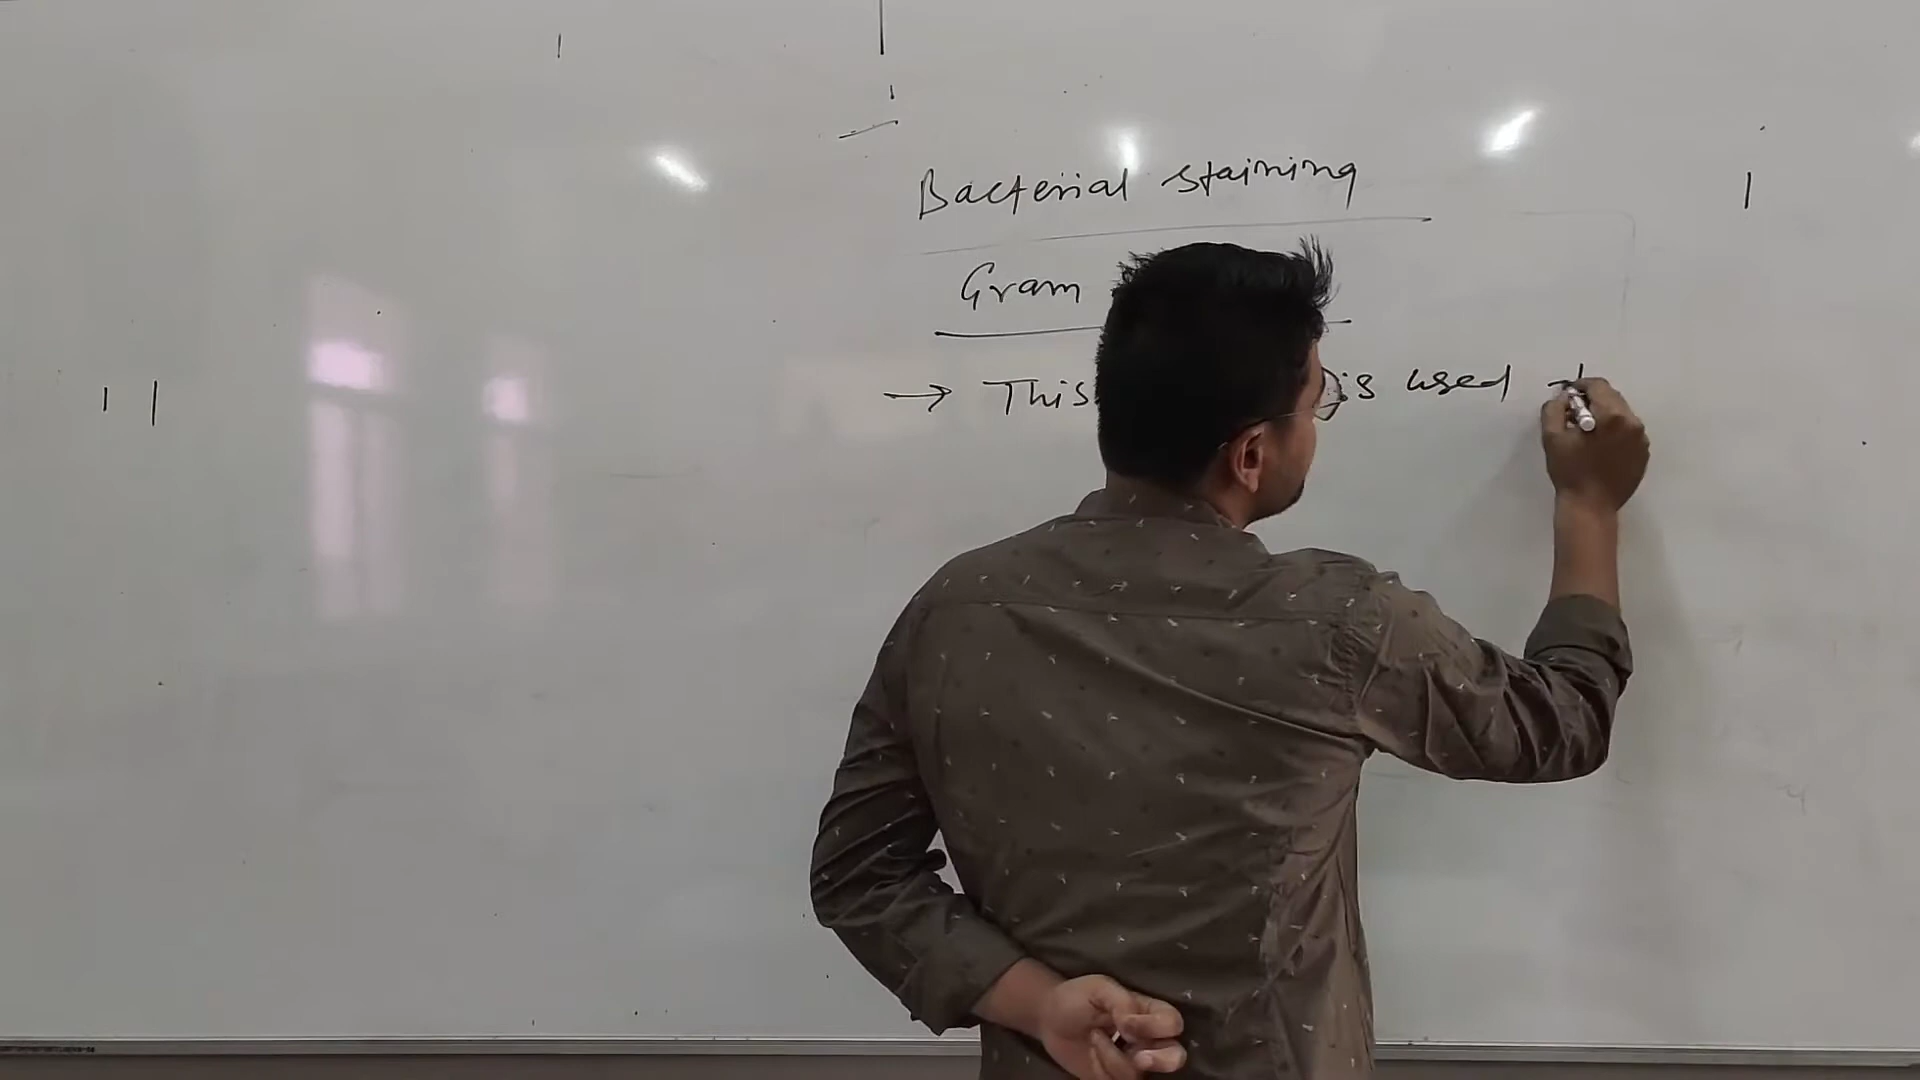 Bacterial staining
Gram
→ This is used